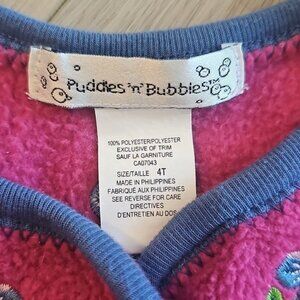 Puddles 'n' Bubbles™
100% POLYESTER/POLYESTER
EXCLUSIVE OF TRIM
SAUF LA GARNITURE
CA07043
SIZE/TAILLE 4T
MADE IN PHILIPPINES
FABRIQUÉ AUX PHILIPPINES
SEE REVERSE FOR CARE
DIRECTIVES
D'ENTRETIEN AU DOS